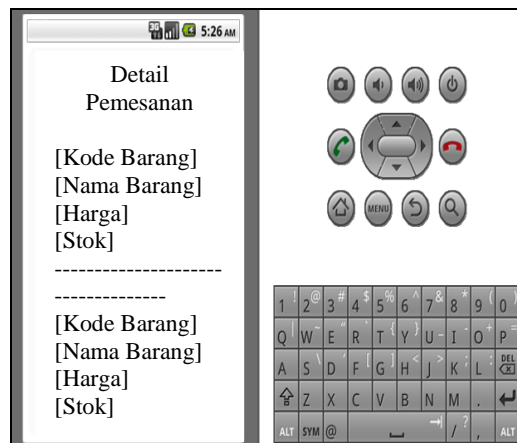 3G
5:26 AM
Detail
Pemesanan
[Kode Barang]
[Nama Barang]
[Harga]
[Stok]
---------------------
--------------
[Kode Barang]
[Nama Barang]
[Harga]
[Stok]
MENU
1 ! 2 @ 3 # 4 $ 5 % 6 ^ 7 & 8 * 9 ( 0 )
Q | W ~ E " R ` T { Y } U - I O + P =
A S \ D ' F [ G ] H < J > K ; L : DEL
Z X C V B N M .
ALT SYM @ / ? , ALT